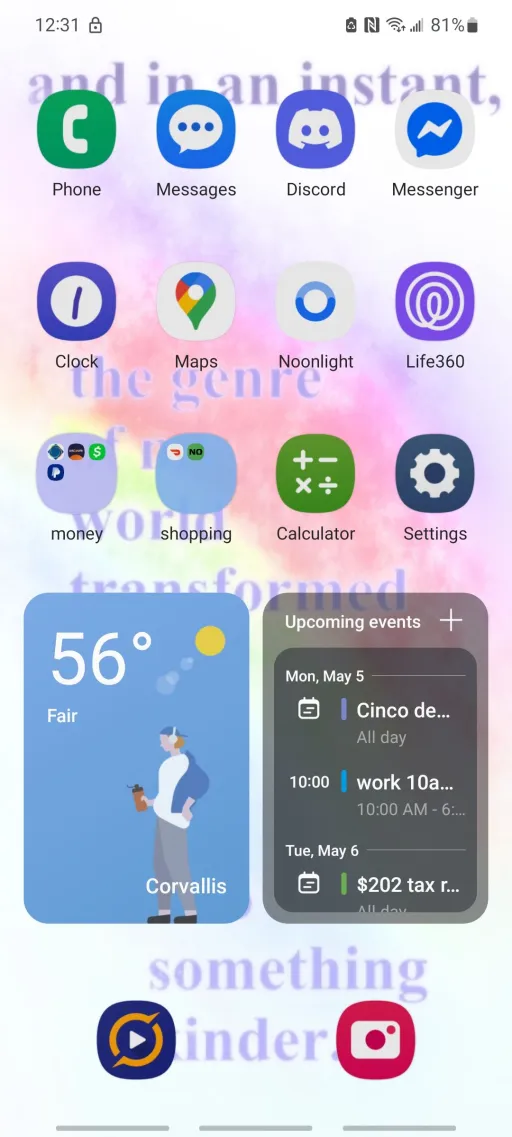 12:31 81%
and in an instant,
Phone Messages Discord Messenger
Clock Maps Noonlight Life360
the genre
world
money shopping Calculator Settings
NO
transformed
56°
Fair
Corvallis
Upcoming events
Mon, May 5
Cinco de...
All day
10:00 work 10a...
10:00 AM - 6:...
Tue, May 6
$202 tax r...
All day
something
kinder.